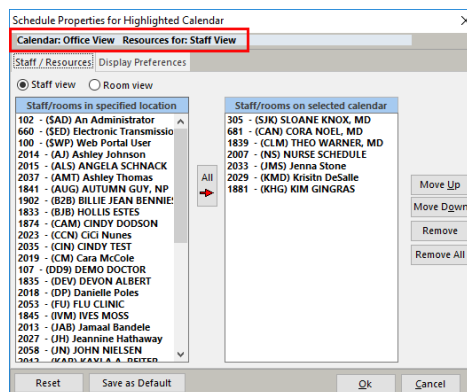 Schedule Properties for Highlighted Calendar
Calendar: Office View Resources for: Staff View
Staff / Resources Display Preferences
Staff view Room view
Staff/rooms in specified location
102 - (SAD) An Administrator
660 - ($ED) Electronic Transmissio
100 - ($WP) Web Portal User
2014 - (AJ) Ashley Johnson
2015 - (ALS) ANGELA SCHNACK
2037 - (AMT) Ashley Thomas
1841 - (AUG) AUTUMN GUY, NP
1902 - (B2B) BILLIE JEAN BENNIE
1833 - (BJB) HOLLIS ESTES
1874 - (CAM) CINDY DODSON
2023 - (CCN) CiCi Nunes
2035 - (CIN) CINDY TEST
2019 - (CM) Cara McCole
107 - (DD9) DEMO DOCTOR
1835 - (DEV) DEVON ALBERT
2018 - (DP) Danielle Poles
2053 - (FU) FLU CLINIC
1845 - (IVM) IVES MOSS
2013 - (JAB) Jamaal Bandele
2027 - (JH) Jeannine Hathaway
2058 - (JN) JOHN NIELSEN
2012 - (KAR) KAYLA A. REITER
All
Staff/rooms on selected calendar
305 - (SJK) SLOANE KNOX, MD
681 - (CAN) CORA NOEL, MD
1839 - (CLM) THEO WARNER, MD
2007 - (NS) NURSE SCHEDULE
2033 - (JMS) Jenna Stone
2029 - (KMD) Krisitn DeSalle
1881 - (KHG) KIM GINGRAS
Move Up
Move Down
Remove
Remove All
Reset Save as Default Ok Cancel